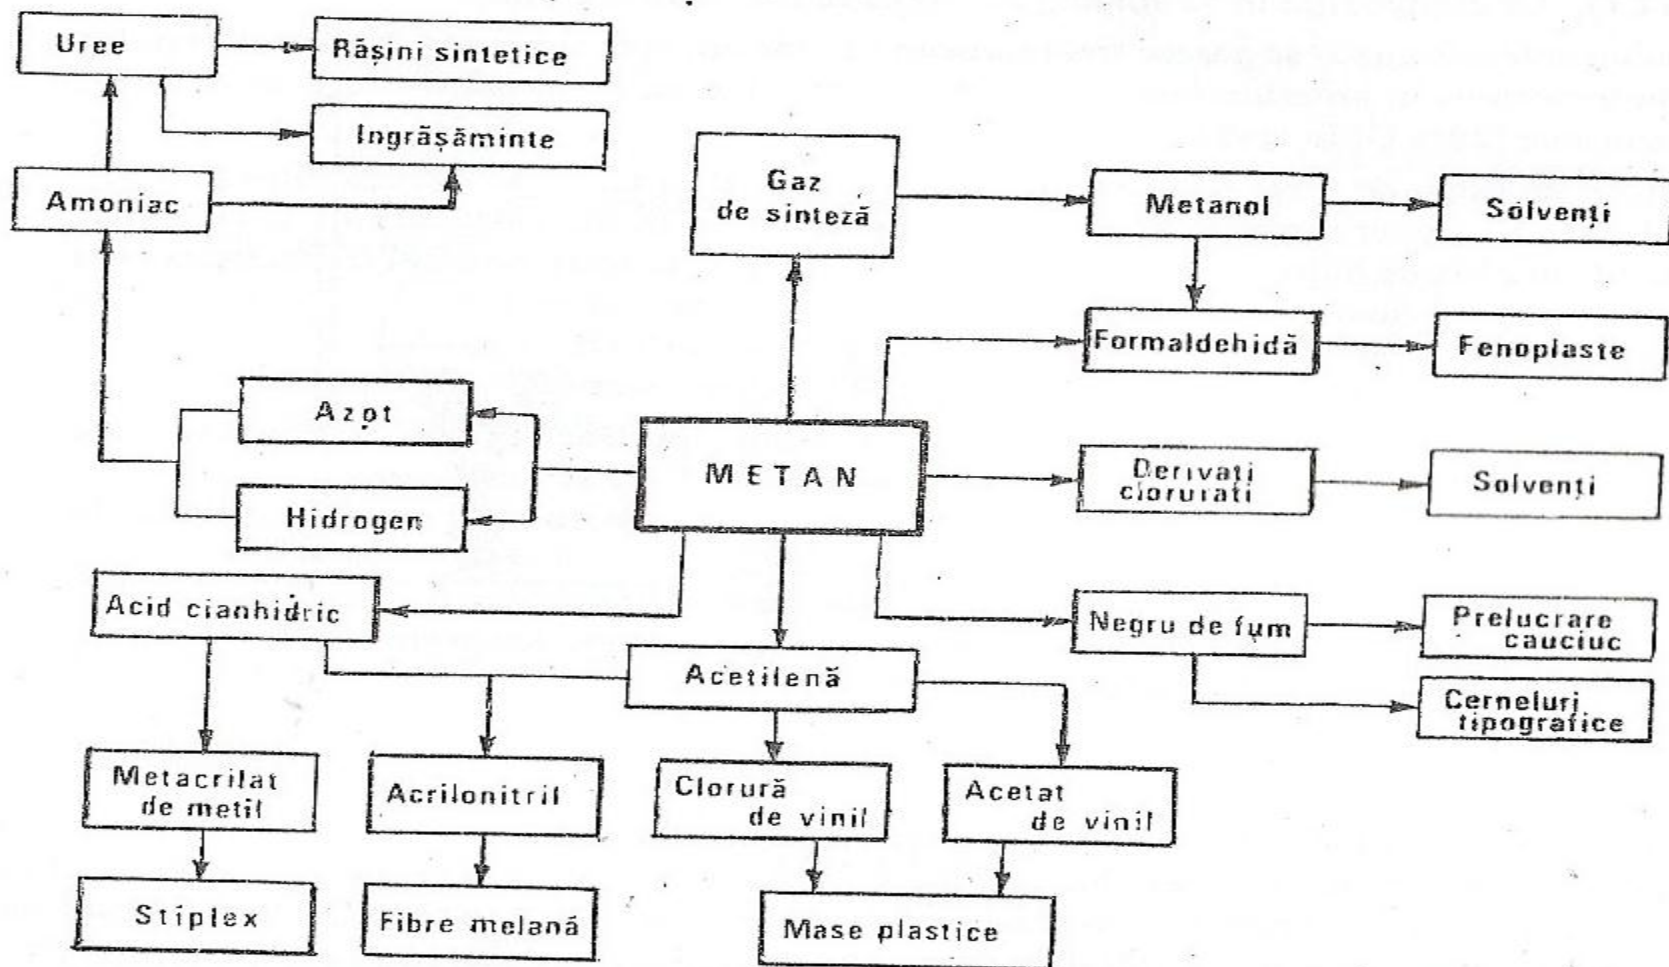 Uree
Rășini sintetice
Ingrășăminte
Amoniac
Gaz
de sinteză
Metanol
Solvenți
Formaldehidă
Fenoplaste
Azot
Hidrogen
METAN
Derivați
clorurati
Solvenți
Acid cianhidric
Negru de fum
Prelucrare
cauciuc
Acetilenă
Cerneluri
tipografice
Metacrilat
de metil
Acrilonitril
Clorură
de vinil
Acetat
de vinil
Stiplex
Fibre melană
Mase plastice